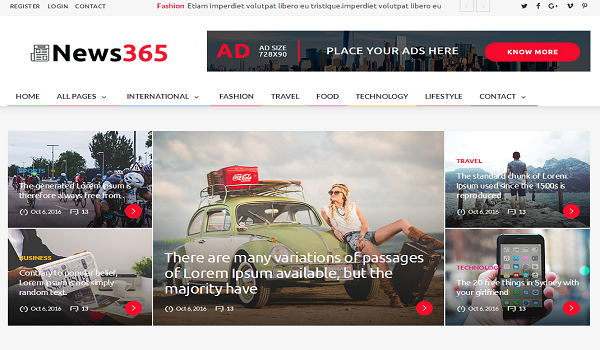 REGISTER LOGIN CONTACT
Fashion Etiam imperdiet volutpat libero eu tristique.imperdiet volutpat libero eu
News365
AD AD SIZE
728X90
PLACE YOUR ADS HERE
KNOW MORE
HOME ALL PAGES INTERNATIONAL FASHION TRAVEL FOOD TECHNOLOGY LIFESTYLE CONTACT
SPORTS
The generated Lorem Ipsum is
therefore always free from..
Oct 6, 2016 13
BUSINESS
Contrary to popular belief,
Lorem Ipsum is not simply
random text.
Oct 6, 2016 13
Coca-Cola
There are many variations of passages
of Lorem Ipsum available, but the
majority have
Oct 6, 2016 13
TRAVEL
The standard chunk of Lorem
Ipsum used since the 1500s is
reproduced
Oct 6, 2016 13
TECHNOLOGY
The 20 free things in Sydney with
your girlfriend
Oct 6, 2016 13